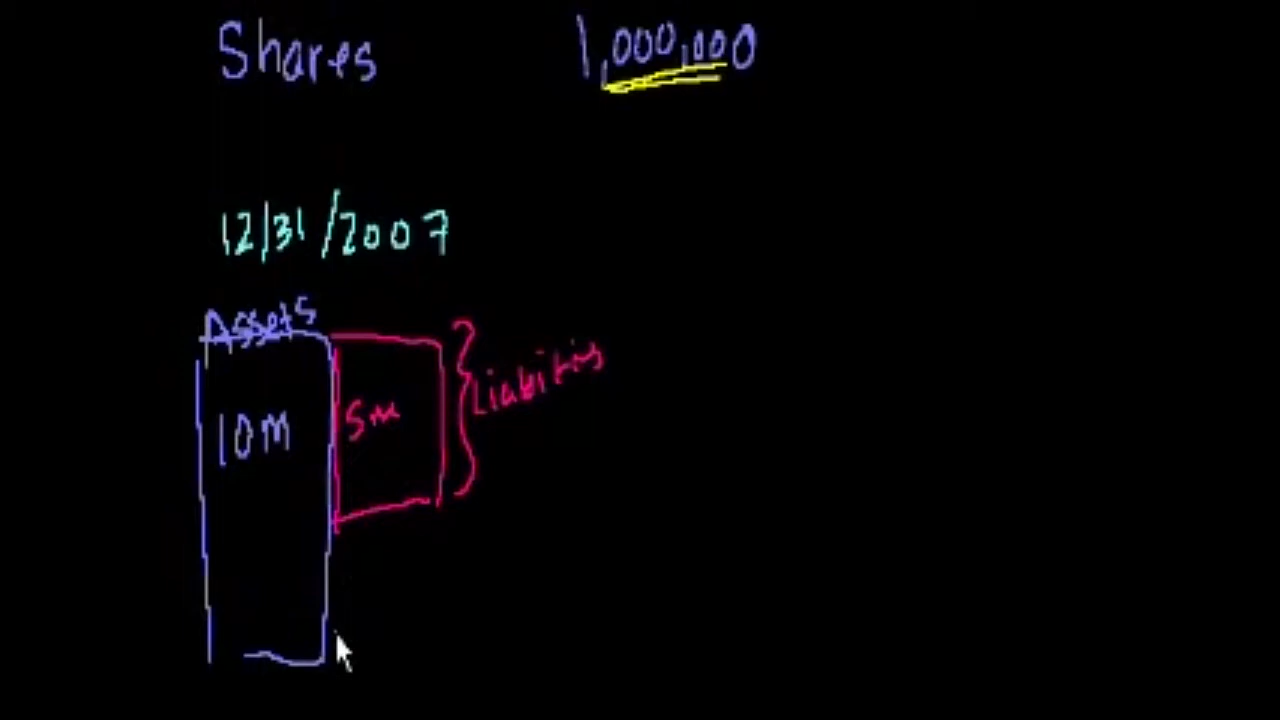 Shares 1,000,000
12/31/2007
Assets
Liabilities
10M 5M